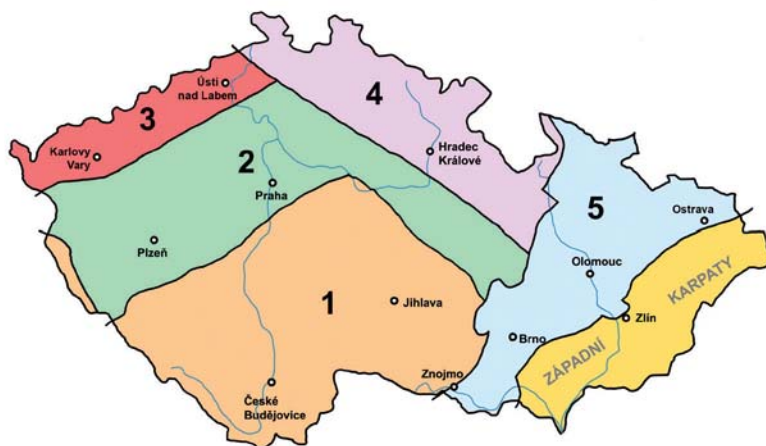 Ústí
nad Labem
3
Karlovy
Vary
4
Hradec
Králové
2
Praha
Plzeň
5
Ostrava
Olomouc
KARPATY
ZÁPADNÍ
Zlín
1
Jihlava
Brno
Znojmo
České
Budějovice